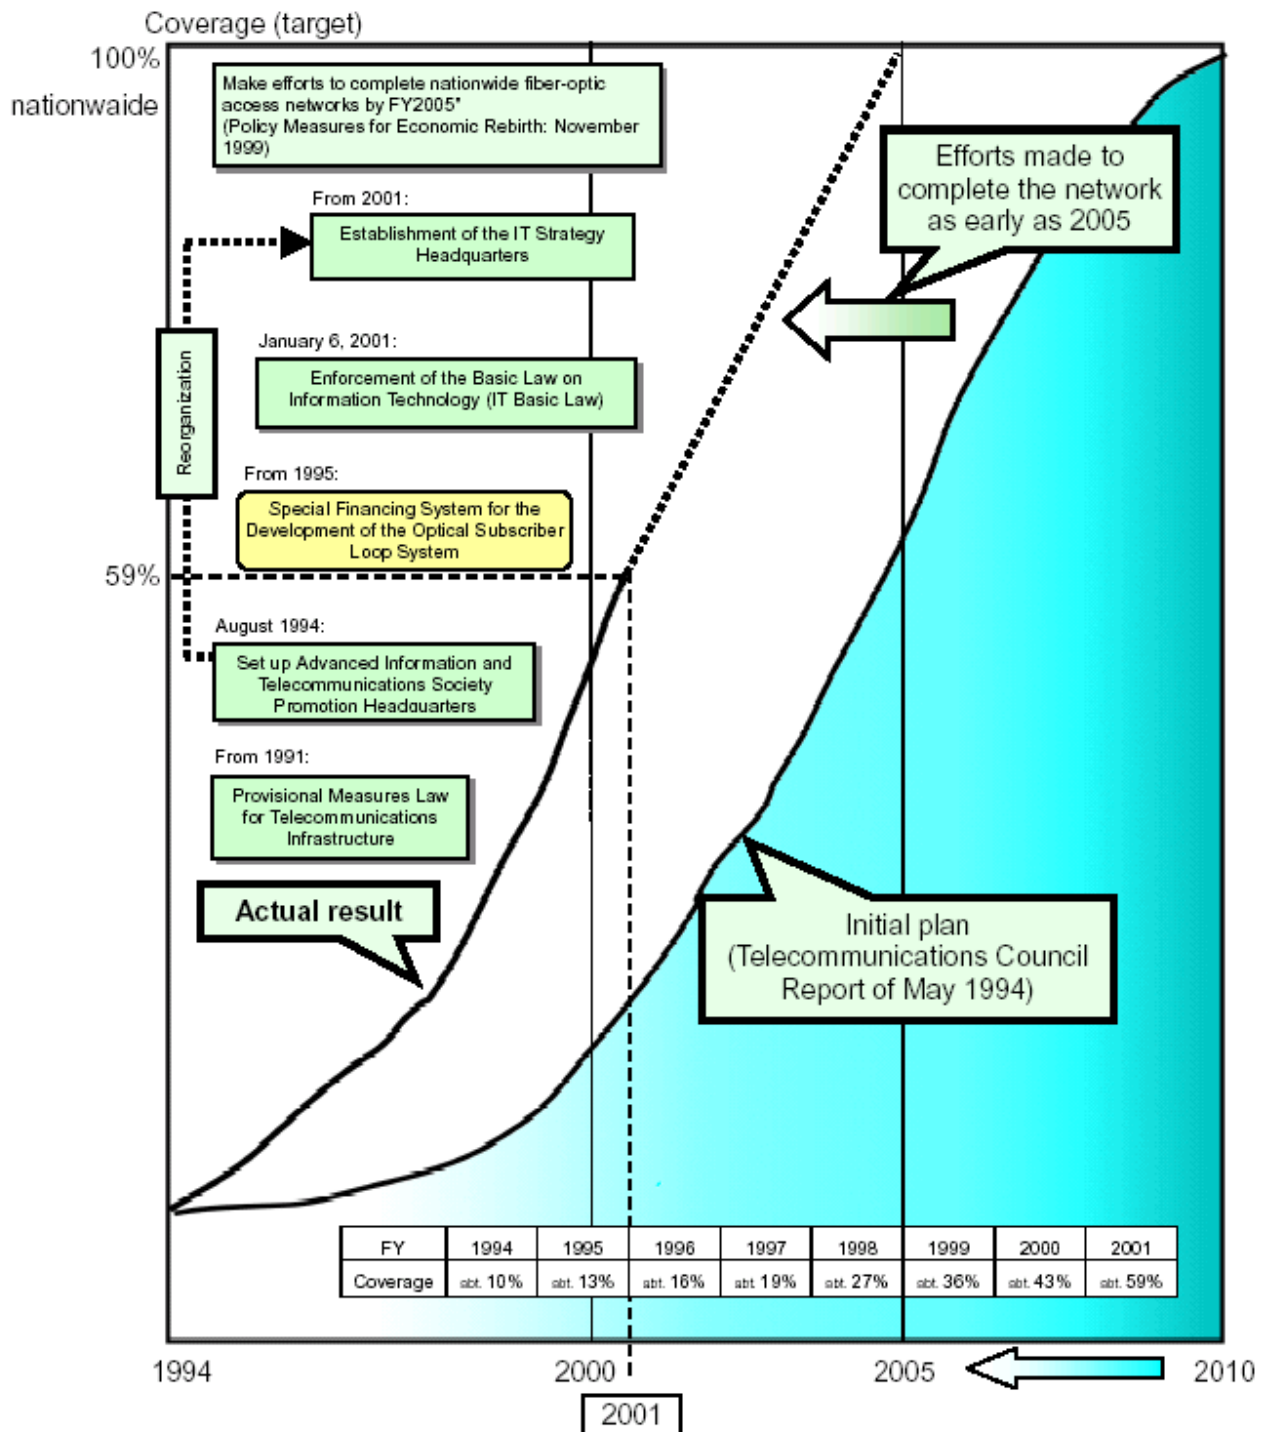 Coverage (target)
100%
nationwaide
Make efforts to complete nationwide fiber-optic
access networks by FY2005"
(Policy Measures for Economic Rebirth: November
1999)
Efforts made to
complete the network
as early as 2005
From 2001:
Establishment of the IT Strategy
Headquarters
Reorganization
January 6, 2001:
Enforcement of the Basic Law on
Information Technology (IT Basic Law)
From 1995:
Special Financing System for the
Development of the Optical Subscriber
Loop System
59%
August 1994:
Set up Advanced Information and
Telecommunications Society
Promotion Headquarters
From 1991:
Provisional Measures Law
for Telecommunications
Infrastructure
Actual result
Initial plan
(Telecommunications Council
Report of May 1994)
FY 1994 1995 1996 1997 1998 1999 2000 2001
Coverage abt. 10% abt. 13% abt. 16% abt. 19% abt. 27% abt. 36% abt. 43% abt. 59%
1994 2000 2005 2010
2001